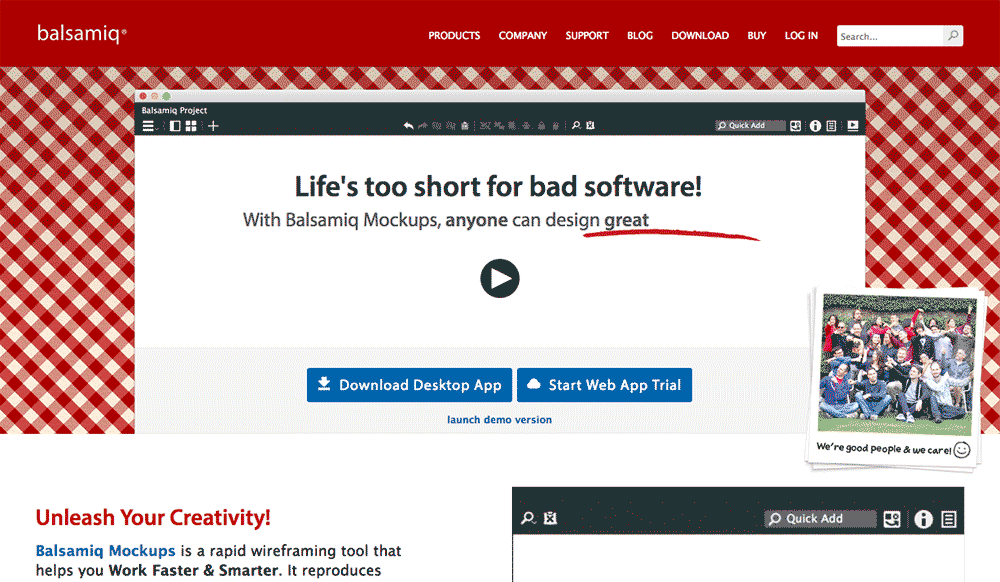 balsamiq®
PRODUCTS COMPANY SUPPORT BLOG DOWNLOAD BUY LOG IN Search...
Balsamiq Project
Quick Add
Life's too short for bad software!
With Balsamiq Mockups, anyone can design great
Download Desktop App Start Web App Trial
launch demo version
We're good people & we care!
Unleash Your Creativity!
Quick Add
Balsamiq Mockups is a rapid wireframing tool that
helps you Work Faster & Smarter. It reproduces